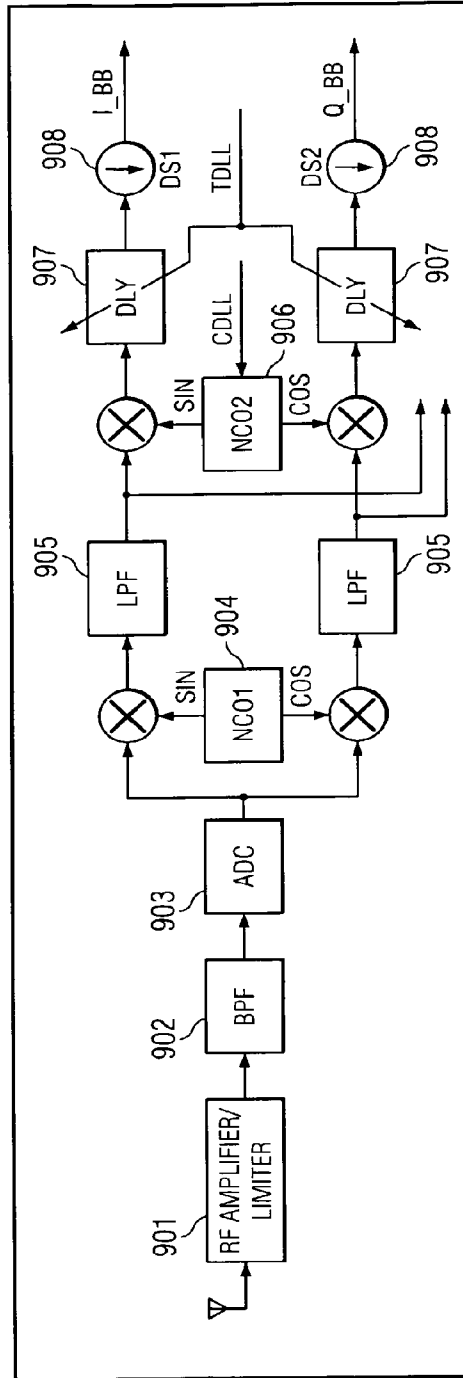 901
RF AMPLIFIER/
LIMITER
902
BPF
903
ADC
904
NCO1
SIN
COS
905
LPF
LPF
905
906
NCO2
SIN
COS
CDLL
907
DLY
DLY
907
TDLL
908
DS1
I_BB
DS2
908
Q_BB